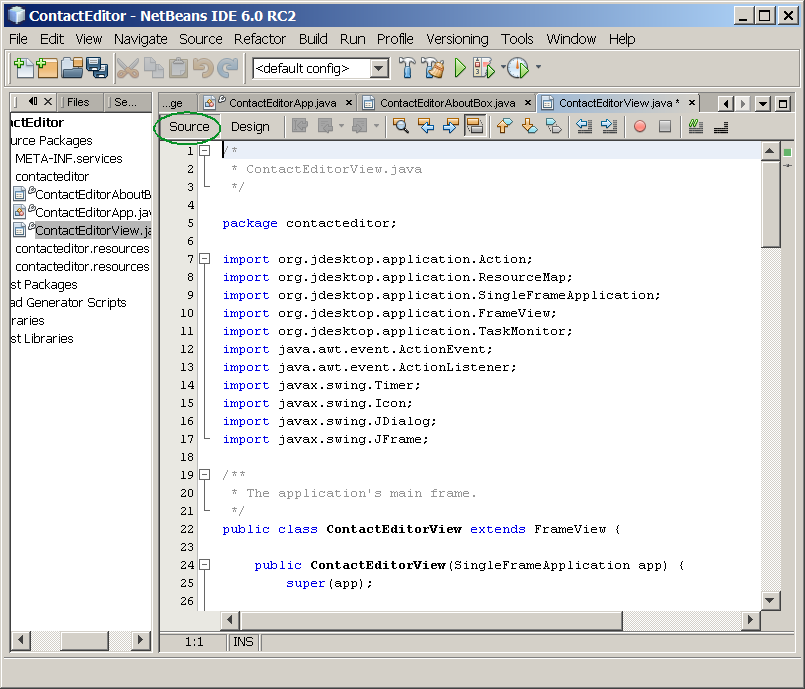 ContactEditor - NetBeans IDE 6.0 RC2
File Edit View Navigate Source Refactor Build Run Profile Versioning Tools Window Help
<default config>
Files Se... ...ge ContactEditorApp.java ContactEditorAboutBox.java ContactEditorView.java *
Source Design
actEditor
urce Packages
META-INF.services
contacteditor
ContactEditorAboutB
ContactEditorApp.jav
ContactEditorView.ja
contacteditor.resources
contacteditor.resources
st Packages
ad Generator Scripts
raries
st Libraries
1 /*
2 * ContactEditorView.java
3 */
4
5 package contacteditor;
6
7 import org.jdesktop.application.Action;
8 import org.jdesktop.application.ResourceMap;
9 import org.jdesktop.application.SingleFrameApplication;
10 import org.jdesktop.application.FrameView;
11 import org.jdesktop.application.TaskMonitor;
12 import java.awt.event.ActionEvent;
13 import java.awt.event.ActionListener;
14 import javax.swing.Timer;
15 import javax.swing.Icon;
16 import javax.swing.JDialog;
17 import javax.swing.JFrame;
18
19 /**
20 * The application's main frame.
21 */
22 public class ContactEditorView extends FrameView {
23
24 public ContactEditorView(SingleFrameApplication app) {
25 super(app);
26
1:1 INS